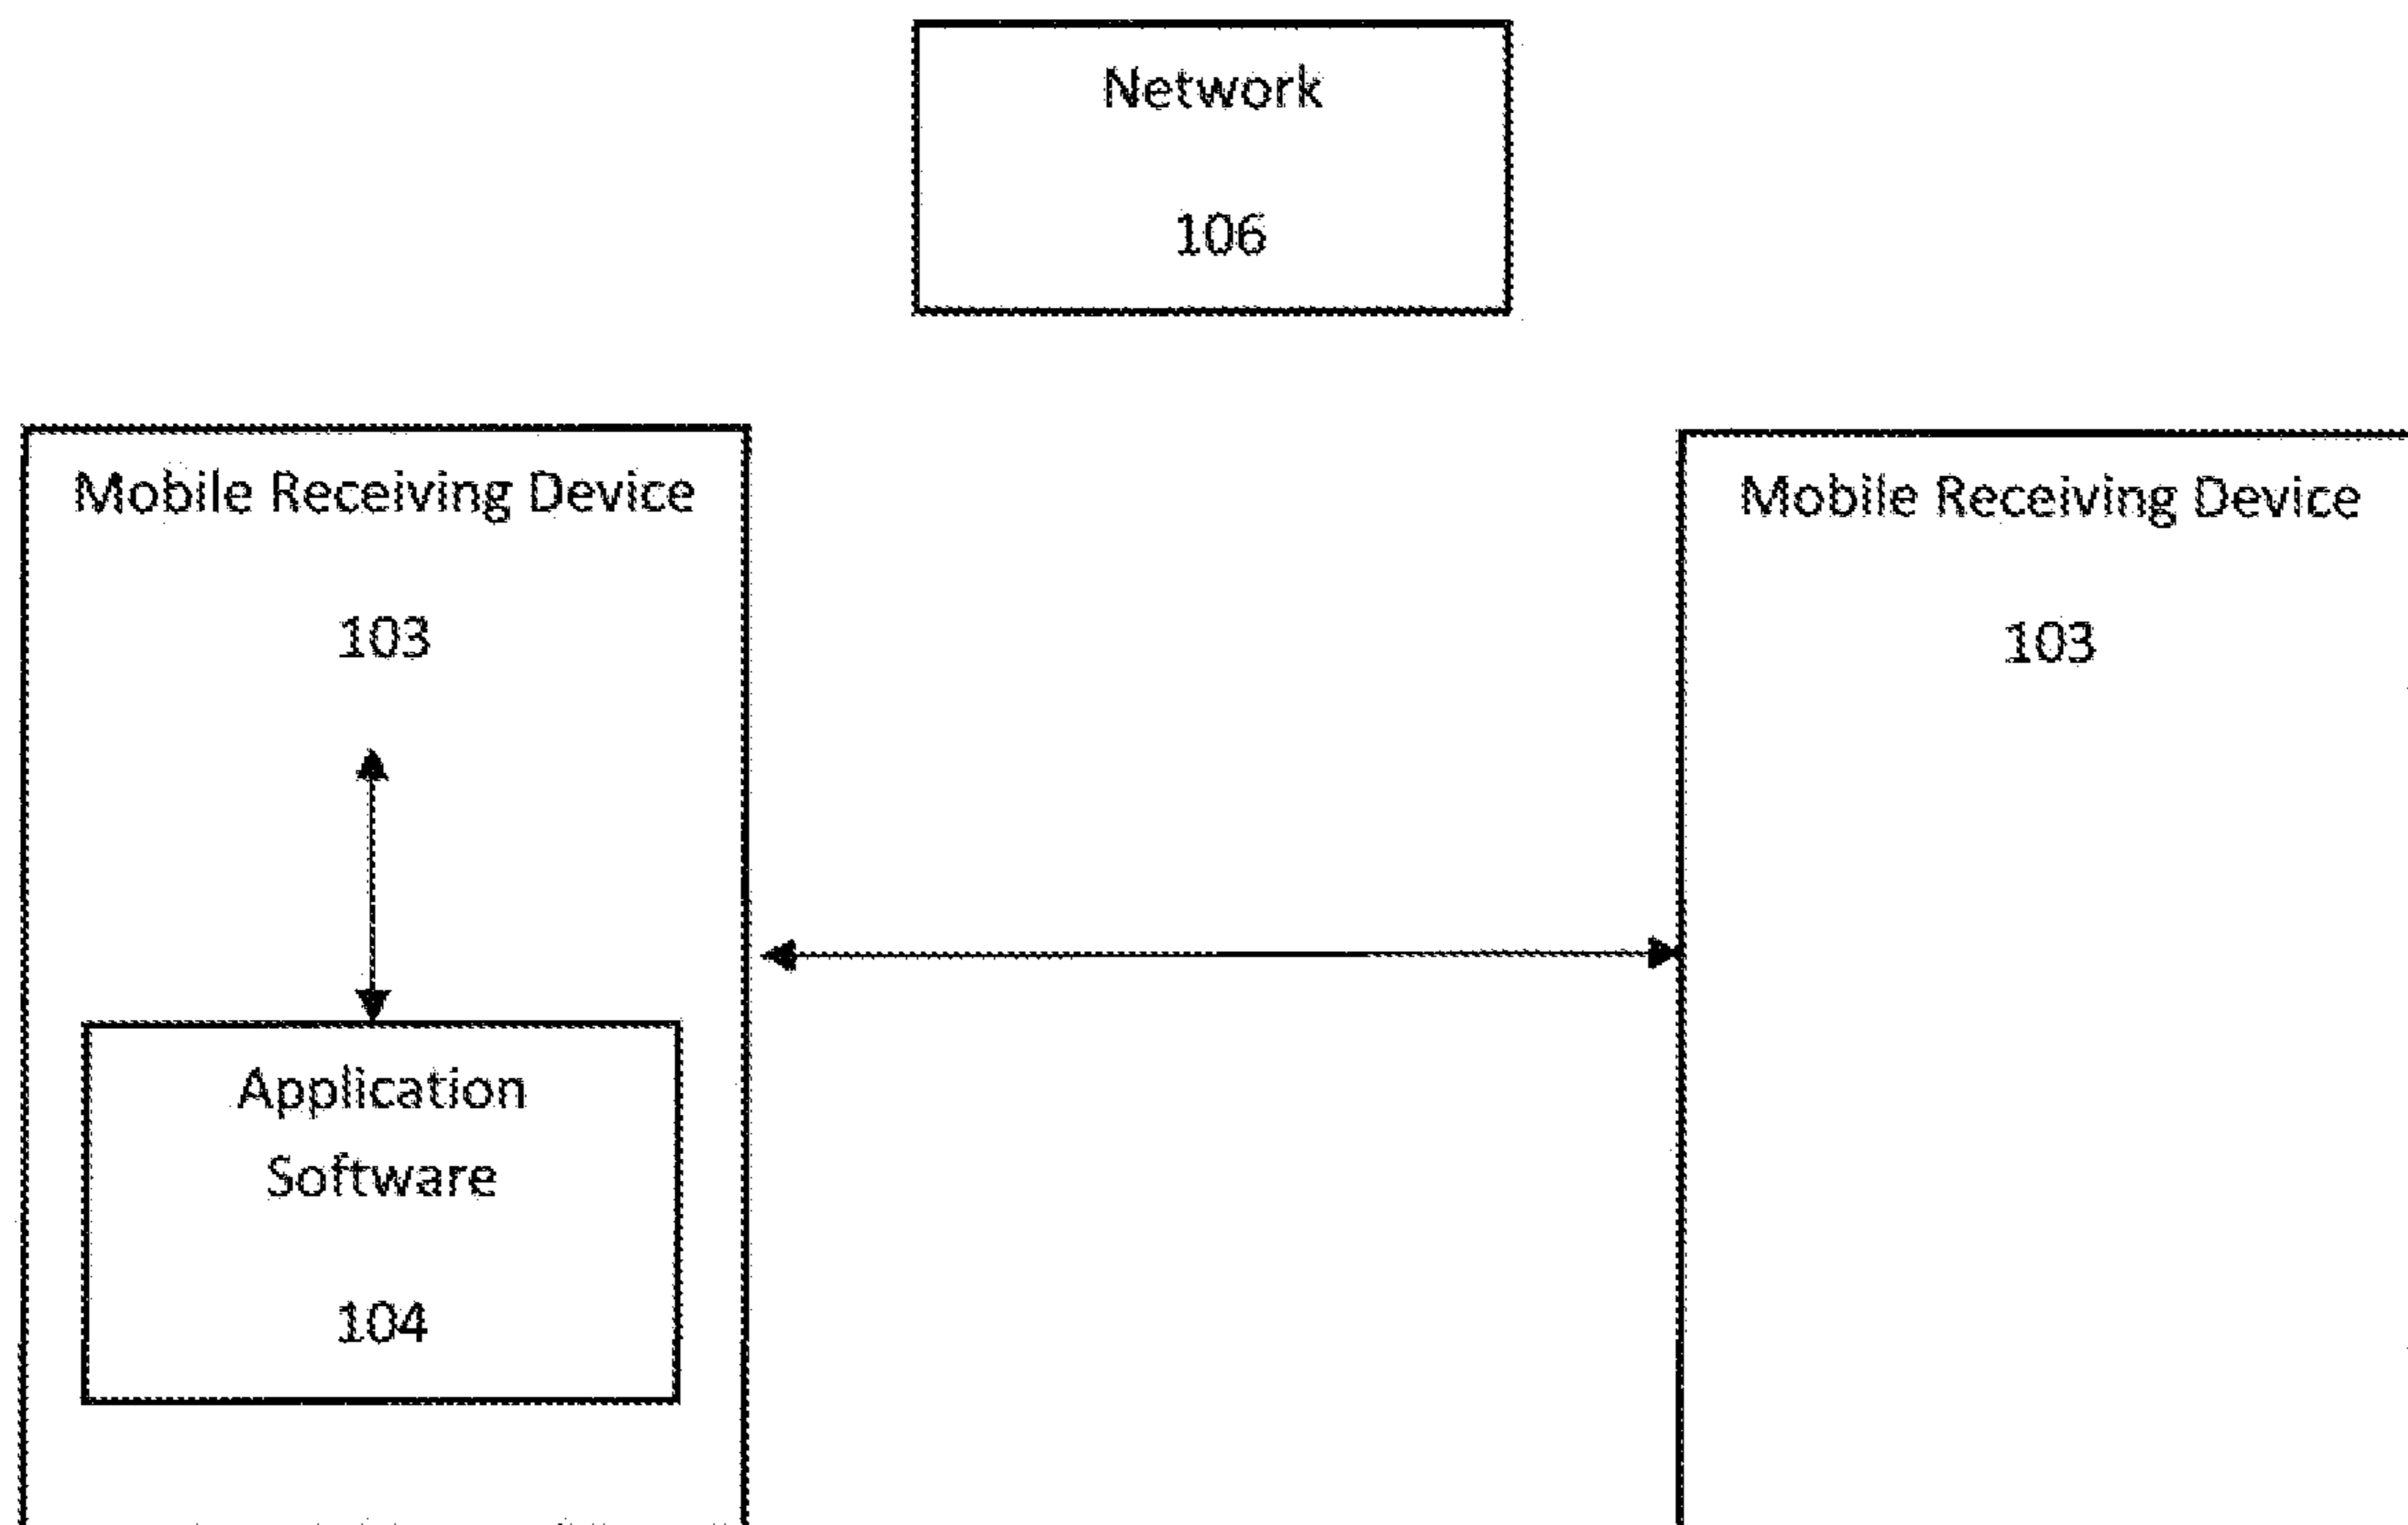 Network
106
Mobile Receiving Device
103
Mobile Receiving Device
103
Application
Software
104